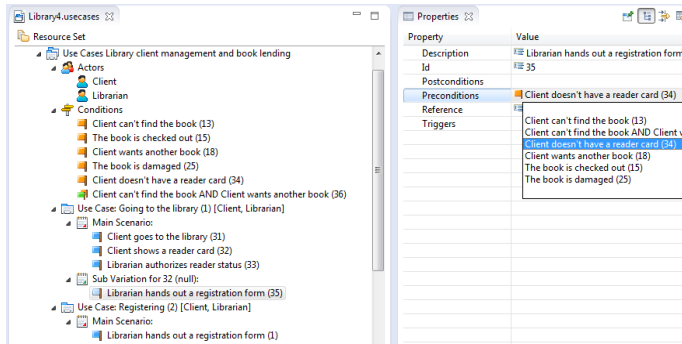 Library4.usecases
Resource Set
Use Cases Library client management and book lending
Actors
Client
Librarian
Conditions
Client can't find the book (13)
The book is checked out (15)
Client wants another book (18)
The book is damaged (25)
Client doesn't have a reader card (34)
Client can't find the book AND Client wants another book (36)
Use Case: Going to the library (1) [Client, Librarian]
Main Scenario:
Client goes to the library (31)
Client shows a reader card (32)
Librarian authorizes reader status (33)
Sub Variation for 32 (null):
Librarian hands out a registration form (35)
Use Case: Registering (2) [Client, Librarian]
Main Scenario:
Librarian hands out a registration form (1)
Properties
Property Value
Description Librarian hands out a registration form
Id 35
Postconditions
Preconditions Client doesn't have a reader card (34)
Reference
Triggers
Client can't find the book (13)
Client can't find the book AND Client
Client doesn't have a reader card (34)
Client wants another book (18)
The book is checked out (15)
The book is damaged (25)